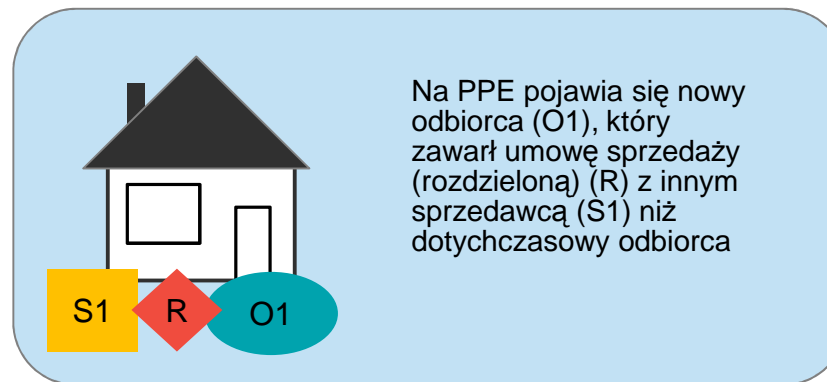 Na PPE pojawia się nowy
odbiorca (O1), który
zawarł umowę sprzedaży
(rozdzieloną) (R) z innym
sprzedawcą (S1) niż
dotychczasowy odbiorca
S1 R O1